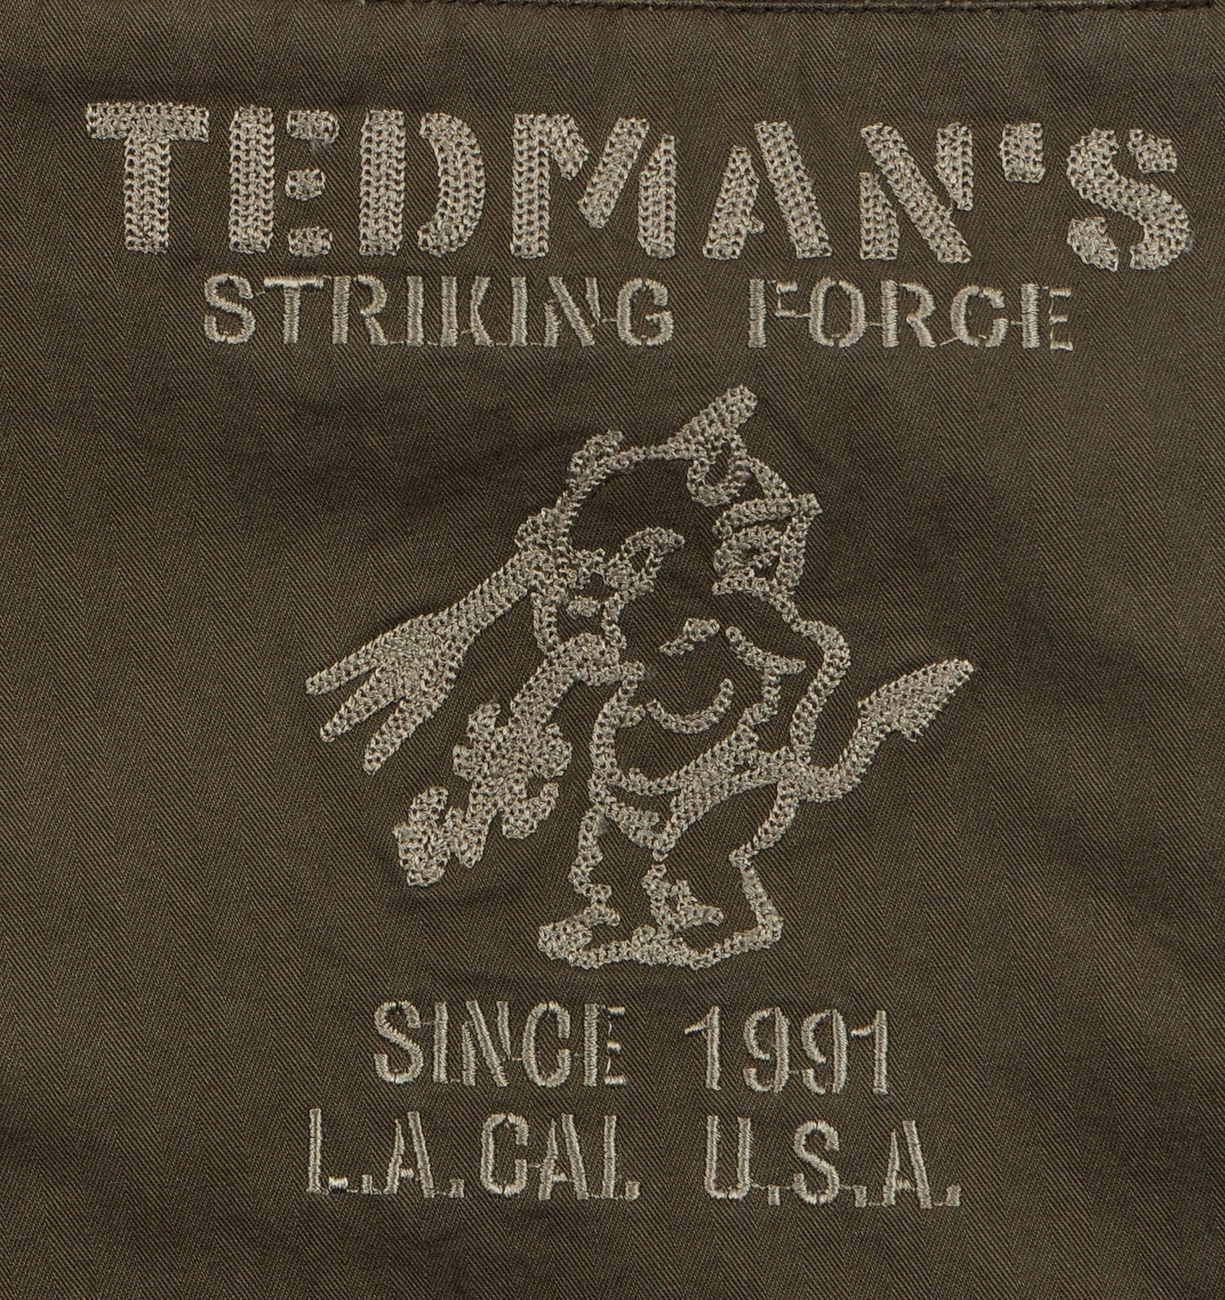 TEDMAN'S
STRIKING FORCE
SINCE 1991
L.A.CAL. U.S.A.